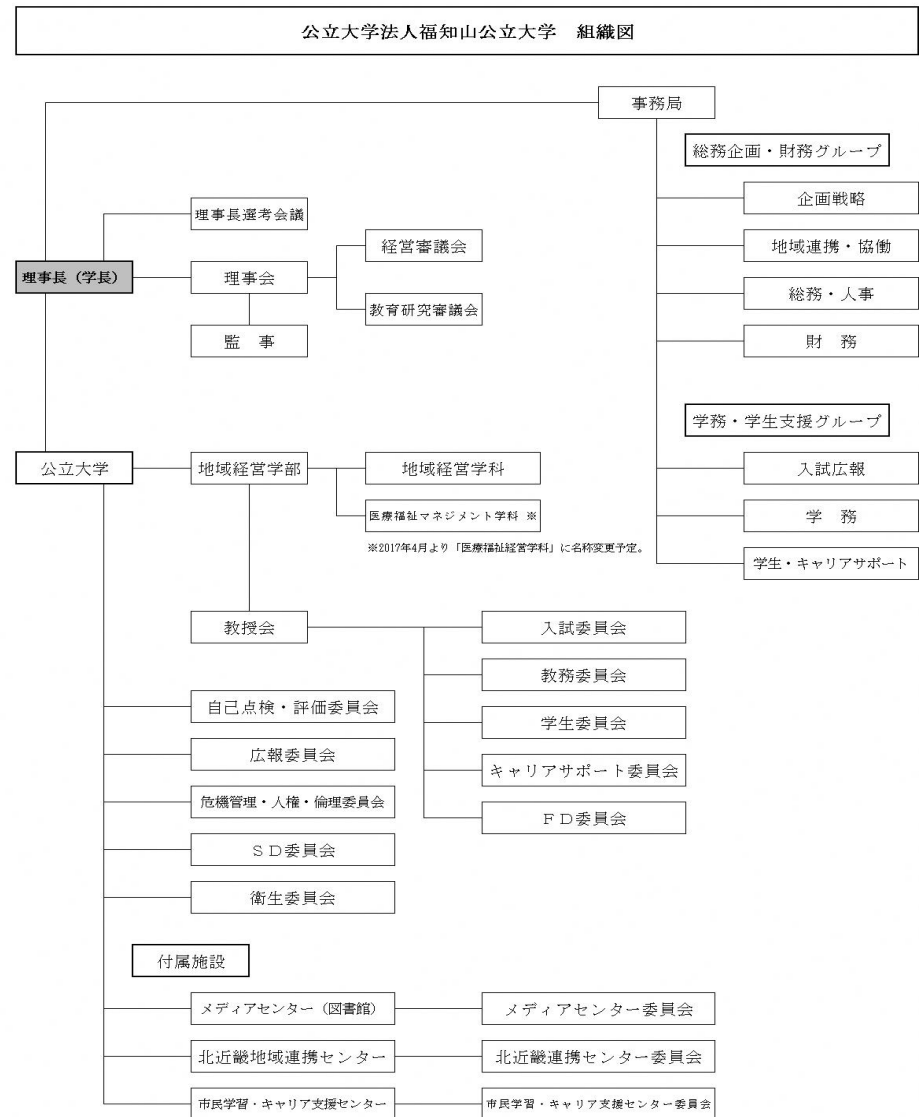 公立大学法人福知山公立大学　組織図
事務局
総務企画・財務グループ
企画戦略
理事長選考会議
経営審議会
地域連携・協働
理事長（学長）
理事会
総務・人事
教育研究審議会
監　事
財　務
学務・学生支援グループ
公立大学
地域経営学部
地域経営学科
入試広報
医療福祉マネジメント学科 ※
学　務
※2017年4月より「医療福祉経営学科」に名称変更予定。
学生・キャリアサポート
教授会
入試委員会
教務委員会
自己点検・評価委員会
学生委員会
広報委員会
キャリアサポート委員会
危機管理・人権・倫理委員会
ＦＤ委員会
ＳＤ委員会
衛生委員会
付属施設
メディアセンター（図書館）
メディアセンター委員会
北近畿地域連携センター
北近畿連携センター委員会
市民学習・キャリア支援センター
市民学習・キャリア支援センター委員会